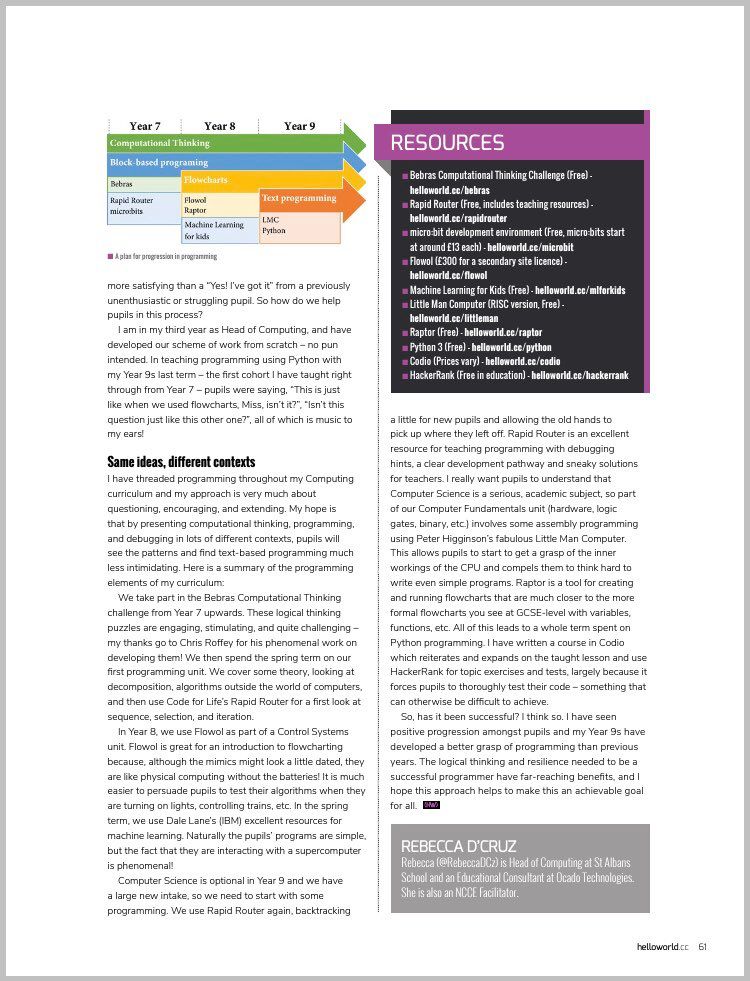 Year 7 Year 8 Year 9
Computational Thinking
Block-based programing
Bebras
Flowcharts
Rapid Router
micro:bits
Flowol
Raptor
Text programming
Machine Learning
for kids
LMC
Python
A plan for progression in programming
more satisfying than a “Yes! I’ve got it” from a previously
unenthusiastic or struggling pupil. So how do we help
pupils in this process?
I am in my third year as Head of Computing, and have
developed our scheme of work from scratch – no pun
intended. In teaching programming using Python with
my Year 9s last term – the first cohort I have taught right
through from Year 7 – pupils were saying, “This is just
like when we used flowcharts, Miss, isn’t it?”, “Isn’t this
question just like this other one?”, all of which is music to
my ears!
Same ideas, different contexts
I have threaded programming throughout my Computing
curriculum and my approach is very much about
questioning, encouraging, and extending. My hope is
that by presenting computational thinking, programming,
and debugging in lots of different contexts, pupils will
see the patterns and find text-based programming much
less intimidating. Here is a summary of the programming
elements of my curriculum:
We take part in the Bebras Computational Thinking
challenge from Year 7 upwards. These logical thinking
puzzles are engaging, stimulating, and quite challenging –
my thanks go to Chris Roffey for his phenomenal work on
developing them! We then spend the spring term on our
first programming unit. We cover some theory, looking at
decomposition, algorithms outside the world of computers,
and then use Code for Life’s Rapid Router for a first look at
sequence, selection, and iteration.
In Year 8, we use Flowol as part of a Control Systems
unit. Flowol is great for an introduction to flowcharting
because, although the mimics might look a little dated, they
are like physical computing without the batteries! It is much
easier to persuade pupils to test their algorithms when they
are turning on lights, controlling trains, etc. In the spring
term, we use Dale Lane’s (IBM) excellent resources for
machine learning. Naturally the pupils’ programs are simple,
but the fact that they are interacting with a supercomputer
is phenomenal!
Computer Science is optional in Year 9 and we have
a large new intake, so we need to start with some
programming. We use Rapid Router again, backtracking
RESOURCES
Bebras Computational Thinking Challenge (Free) -
helloworld.cc/bebras
Rapid Router (Free, includes teaching resources) -
helloworld.cc/rapidrouter
micro:bit development environment (Free, micro:bits start
at around £13 each) - helloworld.cc/microbit
Flowol (£300 for a secondary site licence) -
helloworld.cc/flowol
Machine Learning for Kids (Free) - helloworld.cc/mlforkids
Little Man Computer (RISC version, Free) -
helloworld.cc/littleman
Raptor (Free) - helloworld.cc/raptor
Python 3 (Free) - helloworld.cc/python
Codio (Prices vary) - helloworld.cc/codio
HackerRank (Free in education) - helloworld.cc/hackerrank
a little for new pupils and allowing the old hands to
pick up where they left off. Rapid Router is an excellent
resource for teaching programming with debugging
hints, a clear development pathway and sneaky solutions
for teachers. I really want pupils to understand that
Computer Science is a serious, academic subject, so part
of our Computer Fundamentals unit (hardware, logic
gates, binary, etc.) involves some assembly programming
using Peter Higginson’s fabulous Little Man Computer.
This allows pupils to start to get a grasp of the inner
workings of the CPU and compels them to think hard to
write even simple programs. Raptor is a tool for creating
and running flowcharts that are much closer to the more
formal flowcharts you see at GCSE-level with variables,
functions, etc. All of this leads to a whole term spent on
Python programming. I have written a course in Codio
which reiterates and expands on the taught lesson and use
HackerRank for topic exercises and tests, largely because it
forces pupils to thoroughly test their code – something that
can otherwise be difficult to achieve.
So, has it been successful? I think so. I have seen
positive progression amongst pupils and my Year 9s have
developed a better grasp of programming than previous
years. The logical thinking and resilience needed to be a
successful programmer have far-reaching benefits, and I
hope this approach helps to make this an achievable goal
for all.
REBECCA D’CRUZ
Rebecca (@RebeccaDCz) is Head of Computing at St Albans
School and an Educational Consultant at Ocado Technologies.
She is also an NCCE Facilitator.
helloworld.cc 61